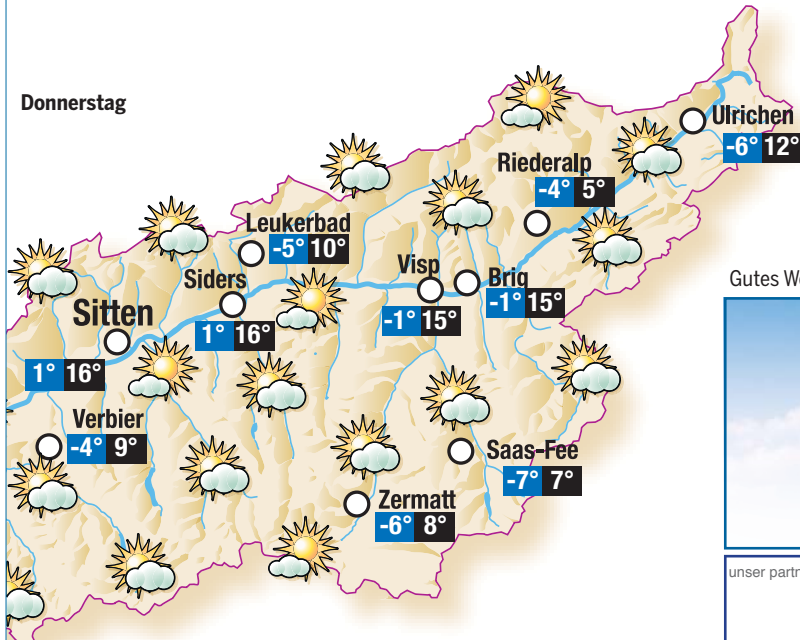 Donnerstag
Ulrichen
-6° 12°
Riederalp
-4° 5°
Leukerbad
-5° 10°
Visp
-1° 15°
Brig
-1° 15°
Siders
1° 16°
Sitten
1° 16°
Verbier
-4° 9°
Saas-Fee
-7° 7°
Zermatt
-6° 8°
Gutes
unser